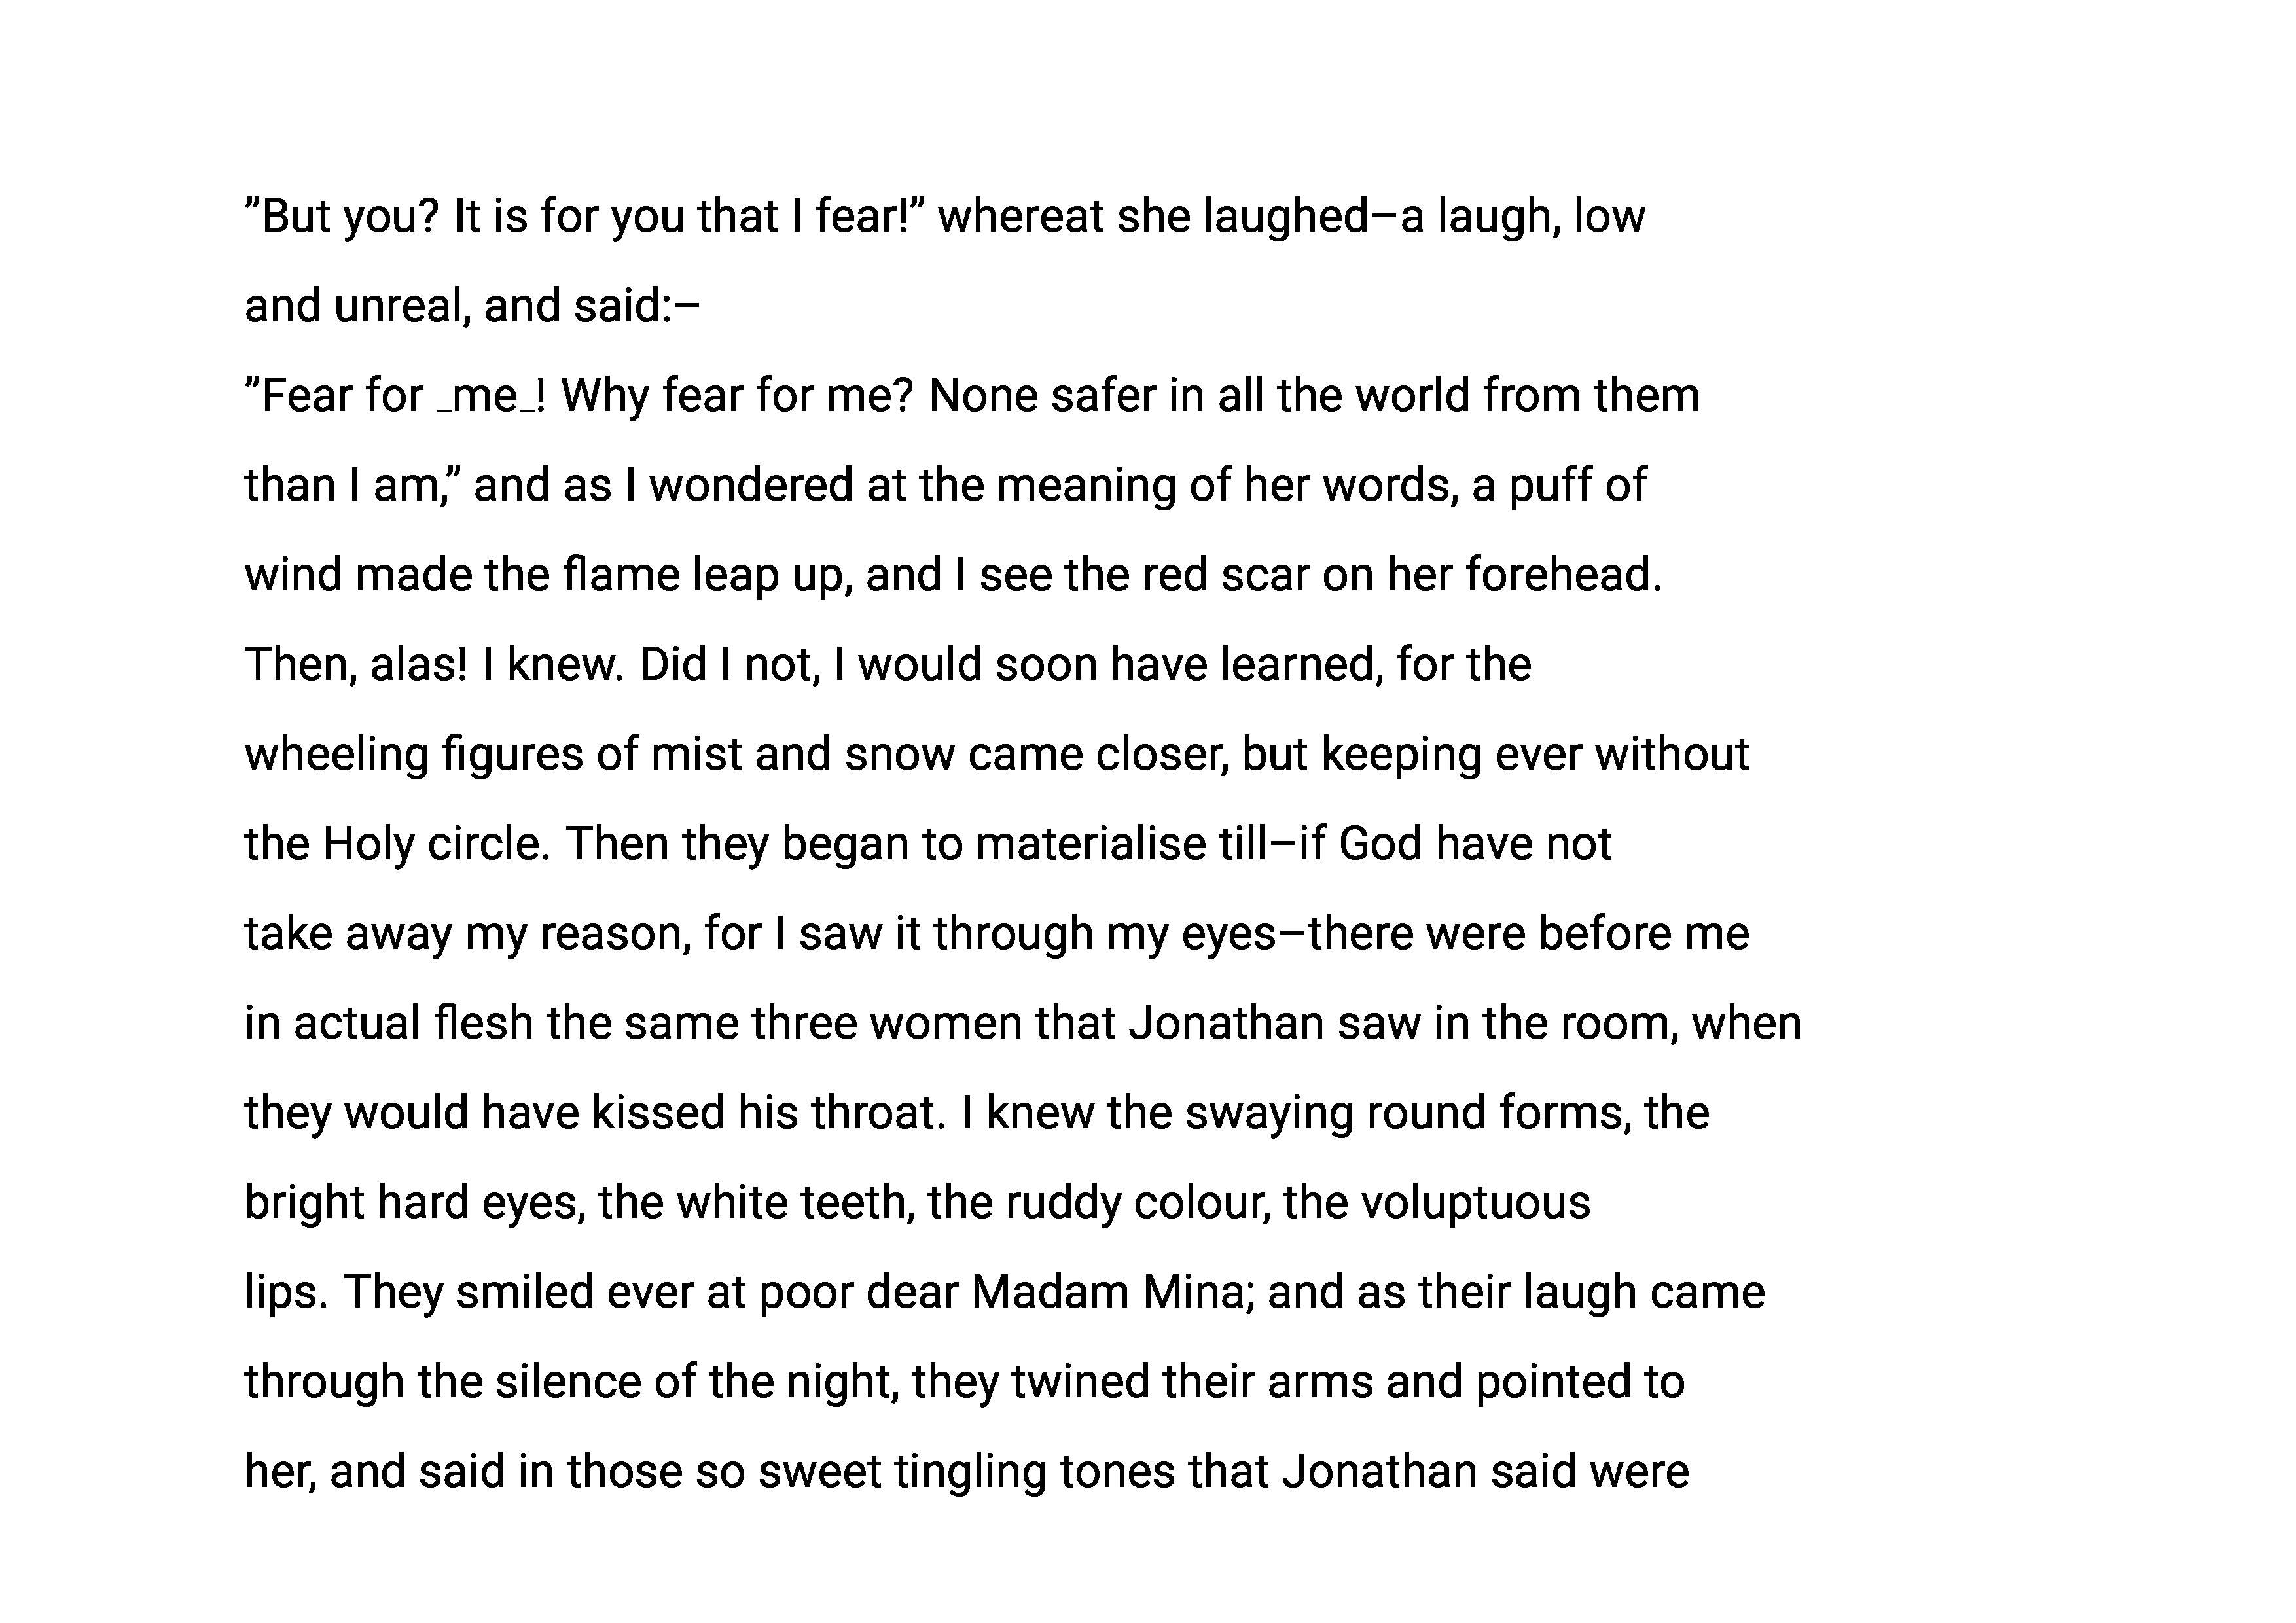 ”But you? It is for you that I fear!” whereat she laughed–a laugh, low
and unreal, and said:–
”Fear for _me_! Why fear for me? None safer in all the world from them
than I am,” and as I wondered at the meaning of her words, a puff of
wind made the flame leap up, and I see the red scar on her forehead.
Then, alas! I knew. Did I not, I would soon have learned, for the
wheeling figures of mist and snow came closer, but keeping ever without
the Holy circle. Then they began to materialise till–if God have not
take away my reason, for I saw it through my eyes–there were before me
in actual flesh the same three women that Jonathan saw in the room, when
they would have kissed his throat. I knew the swaying round forms, the
bright hard eyes, the white teeth, the ruddy colour, the voluptuous
lips. They smiled ever at poor dear Madam Mina; and as their laugh came
through the silence of the night, they twined their arms and pointed to
her, and said in those so sweet tingling tones that Jonathan said were